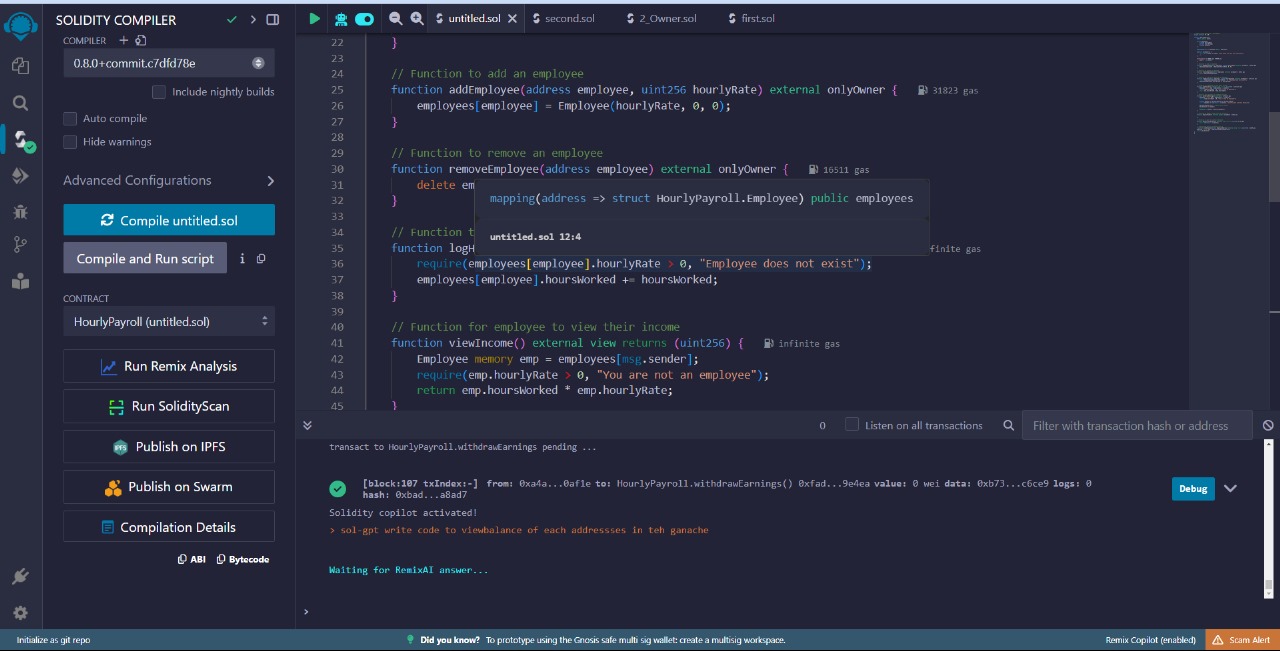 SOLIDITY COMPILER
COMPILER
0.8.0+commit.c7dfd78e
Include nightly builds
Auto compile
Hide warnings
Advanced Configurations
Compile untitled.sol
Compile and Run script
CONTRACT
HourlyPayroll (untitled.sol)
Run Remix Analysis
Run SolidityScan
IPFS Publish on IPFS
Publish on Swarm
Compilation Details
ABI Bytecode
untitled.sol second.sol 2_Owner.sol first.sol
22 }
23
24 // Function to add an employee
25 function addEmployee(address employee, uint256 hourlyRate) external onlyOwner { 31823 gas
26 employees[employee] = Employee(hourlyRate, 0, 0);
27 }
28
29 // Function to remove an employee
30 function removeEmployee(address employee) external onlyOwner { 16511 gas
31 delete em
32 }
33
34 // Function t
35 function logH finite gas
mapping(address => struct HourlyPayroll.Employee) public employees
untitled.sol 12:4
36 require(employees[employee].hourlyRate > 0, "Employee does not exist");
37 employees[employee].hoursWorked += hoursWorked;
38 }
39
40 // Function for employee to view their income
41 function viewIncome() external view returns (uint256) { infinite gas
42 Employee memory emp = employees[msg.sender];
43 require(emp.hourlyRate > 0, "You are not an employee");
44 return emp.hoursWorked * emp.hourlyRate;
45 }
0 Listen on all transactions Filter with transaction hash or address
transact to HourlyPayroll.withdrawEarnings pending ...
[block:107 txIndex:-] from: 0xa4a...0af1e to: HourlyPayroll.withdrawEarnings() 0xfad...9e4ea value: 0 wei data: 0xb73...c6ce9 logs: 0
hash: 0xbad...a8ad7
Debug
Solidity copilot activated!
> sol-gpt write code to viewbalance of each addressses in teh ganache
Waiting for RemixAI answer...
>
Initialize as git repo Did you know? To prototype using the Gnosis safe multi sig wallet: create a multisig workspace. Remix Copilot (enabled) Scam Alert